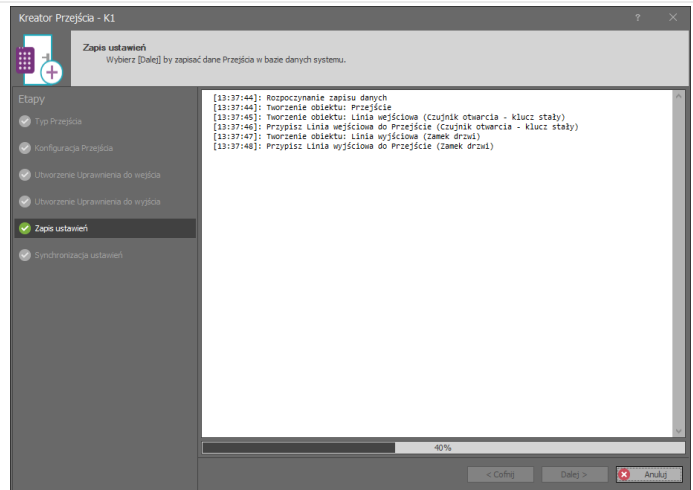 Kreator Przejścia - K1
?
Zapis ustawień
Wybierz [Dalej] by zapisać dane Przejścia w bazie danych systemu.
Etapy
Typ Przejścia
Konfiguracja Przejścia
Utworzenie Uprawnienia do wejścia
Utworzenie Uprawnienia do wyjścia
Zapis ustawień
Synchronizacja ustawień
[13:37:44]: Rozpoczynanie zapisu danych
[13:37:44]: Tworzenie obiektu: Przejście
[13:37:45]: Tworzenie obiektu: Linia wejściowa (Czujnik otwarcia - klucz stały)
[13:37:46]: Przypisz Linia wejściowa do Przejście (Czujnik otwarcia - klucz stały)
[13:37:47]: Tworzenie obiektu: Linia wyjściowa (Zamek drzwi)
[13:37:48]: Przypisz Linia wyjściowa do Przejście (Zamek drzwi)
40%
< Cofnij
Dalej >
Anuluj